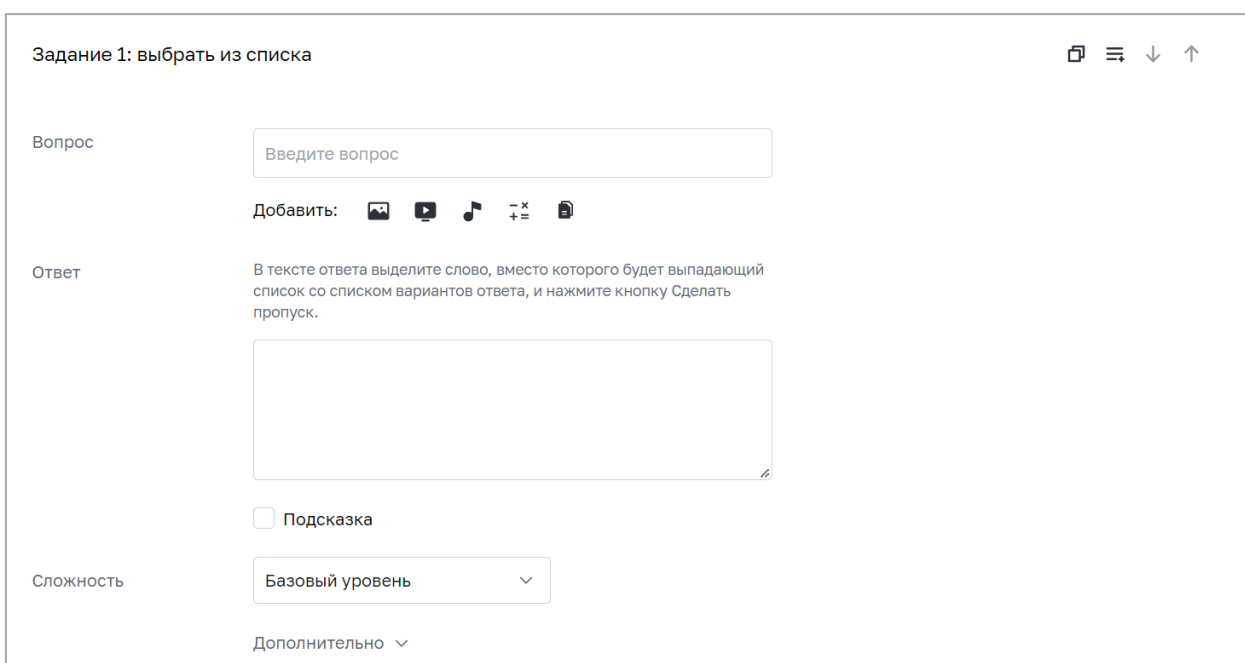 Задание 1: выбрать из списка
Вопрос
Введите вопрос
Добавить:
Ответ
В тексте ответа выделите слово, вместо которого будет выпадающий
список со списком вариантов ответа, и нажмите кнопку Сделать
пропуск.
Подсказка
Сложность
Базовый уровень
Дополнительно